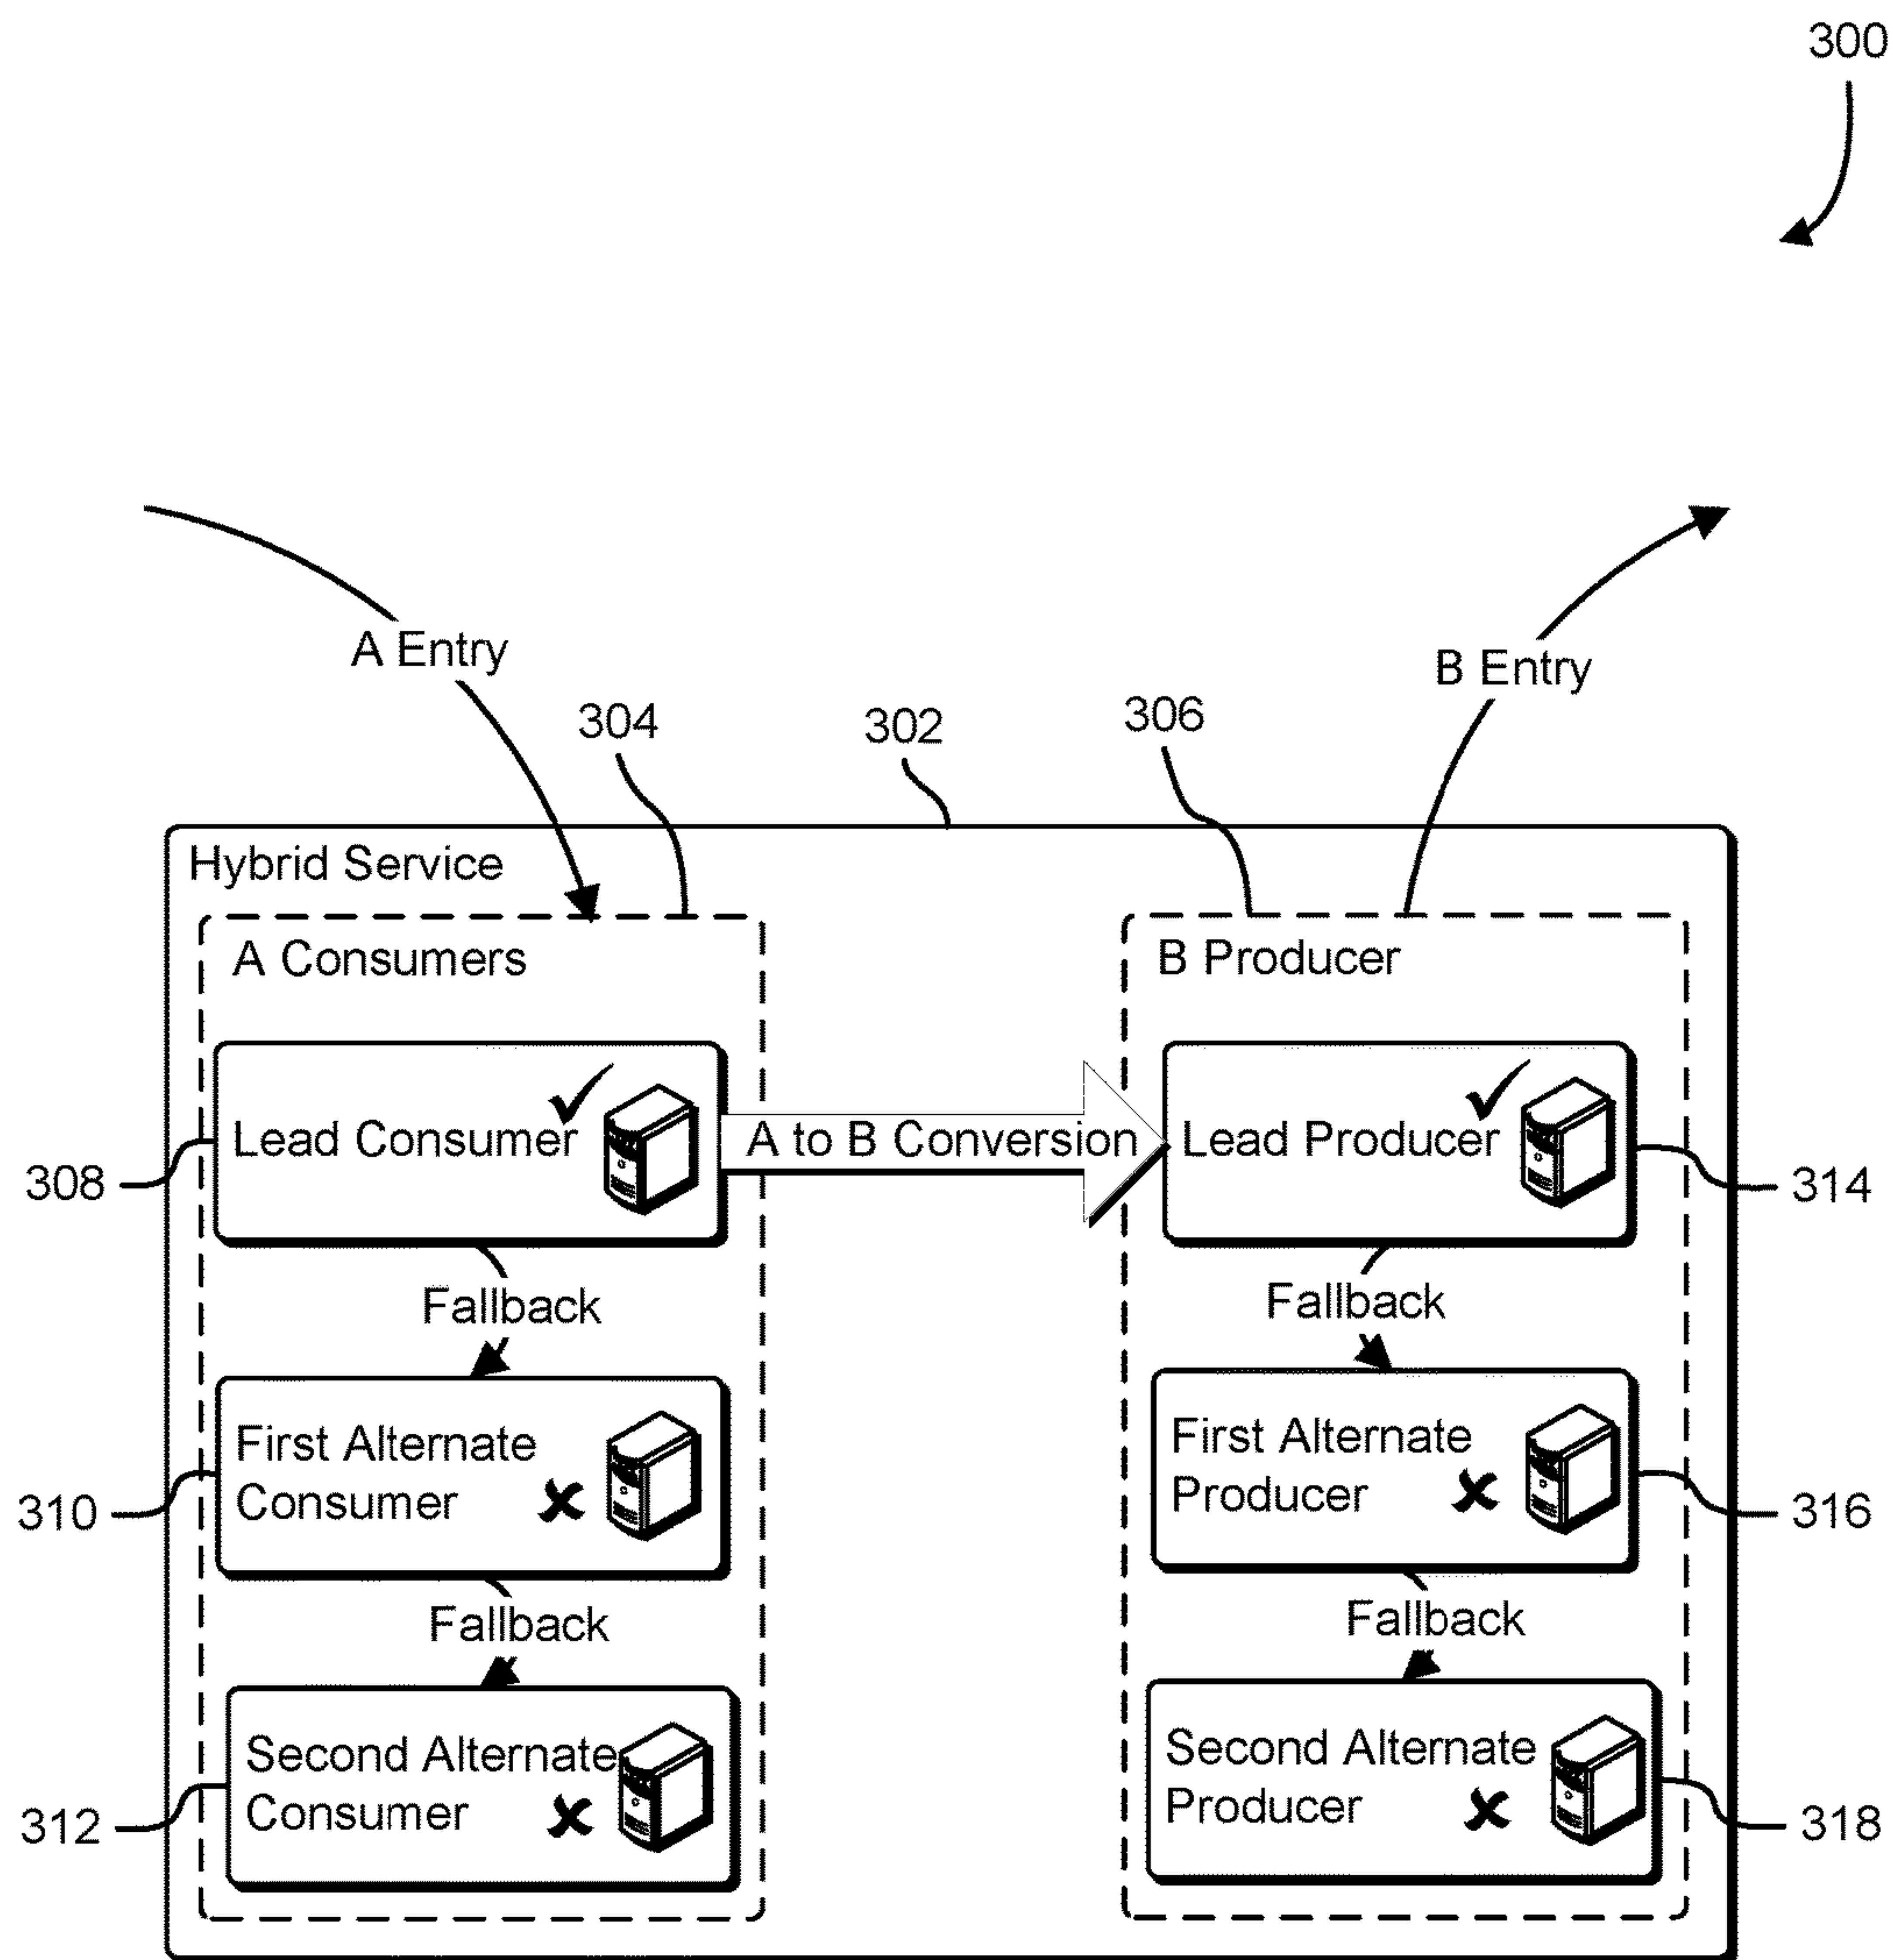 300
A Entry
B Entry
304
302
306
Hybrid Service
A Consumers
B Producer
Lead Consumer
A to B Conversion
Lead Producer
308
314
Fallback
Fallback
First Alternate
Consumer
First Alternate
Producer
310
316
Fallback
Fallback
Second Alternate
Consumer
Second Alternate
Producer
312
318